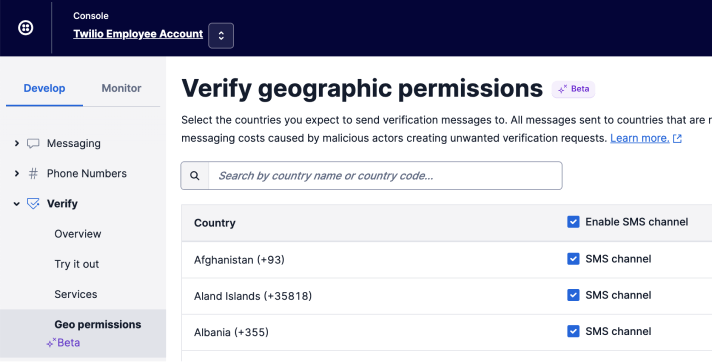 Console
Twilio Employee Account
Develop
Monitor
Messaging
Phone Numbers
Verify
Overview
Try it out
Services
Geo permissions
Beta
Verify geographic permissions
Beta
Select the countries you expect to send verification messages to. All messages sent to countries that are
messaging costs caused by malicious actors creating unwanted verification requests. Learn more.
Search by country name or country code...
Country Enable SMS channel
Afghanistan (+93) SMS channel
Aland Islands (+35818) SMS channel
Albania (+355) SMS channel